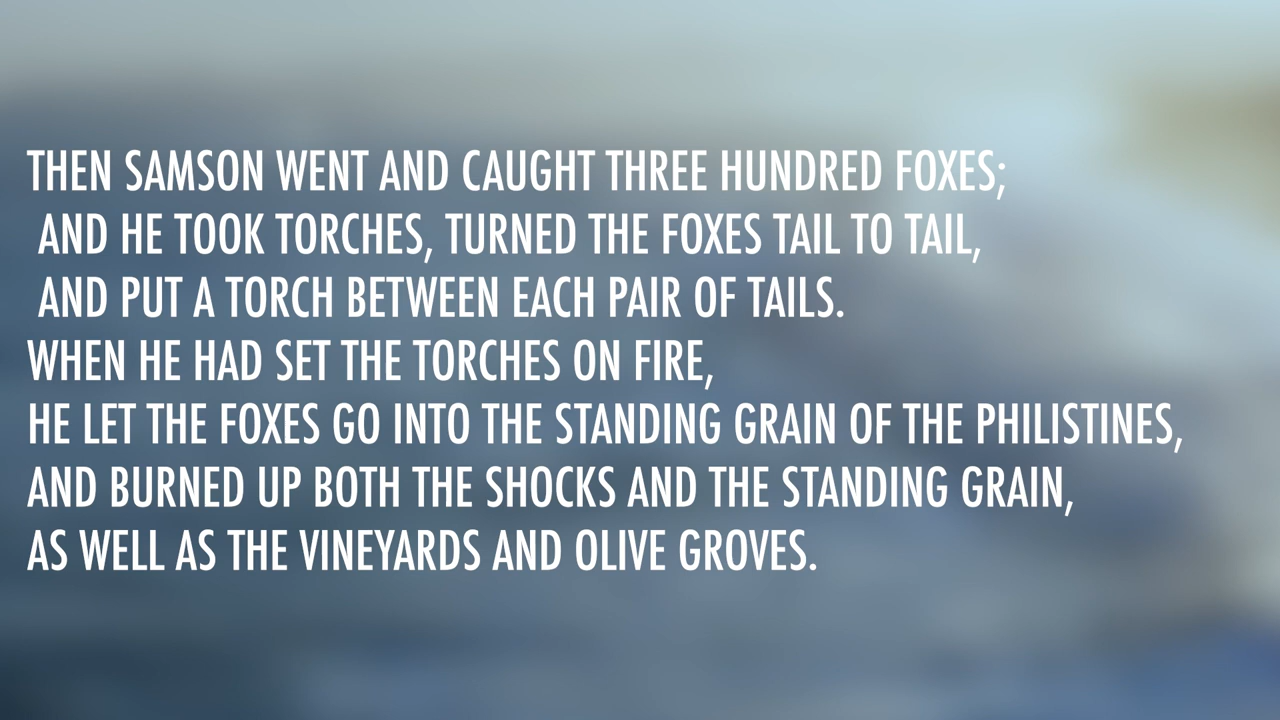 THEN SAMSON WENT AND CAUGHT THREE HUNDRED FOXES;
AND HE TOOK TORCHES, TURNED THE FOXES TAIL TO TAIL,
AND PUT A TORCH BETWEEN EACH PAIR OF TAILS.
WHEN HE HAD SET THE TORCHES ON FIRE,
HE LET THE FOXES GO INTO THE STANDING GRAIN OF THE PHILISTINES,
AND BURNED UP BOTH THE SHOCKS AND THE STANDING GRAIN,
AS WELL AS THE VINEYARDS AND OLIVE GROVES.